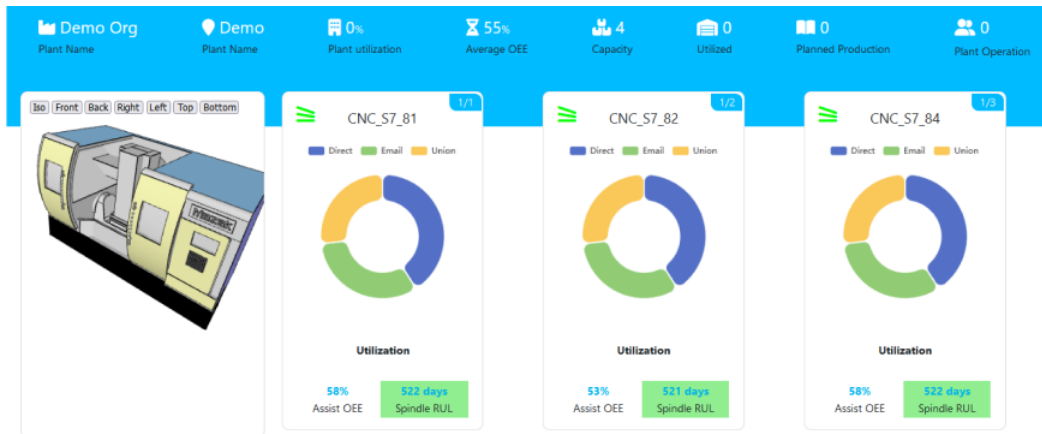 Demo Org
Plant Name
Demo
Plant Name
0%
Plant utilization
55%
Average OEE
4
Capacity
0
Utilized
0
Planned Production
0
Plant Operation
Iso Front Back Right Left Top Bottom
1/1
CNC_S7_81
Direct Email Union
Utilization
58%
Assist OEE
522 days
Spindle RUL
1/2
CNC_S7_82
Direct Email Union
Utilization
53%
Assist OEE
521 days
Spindle RUL
1/3
CNC_S7_84
Direct Email Union
Utilization
58%
Assist OEE
522 days
Spindle RUL